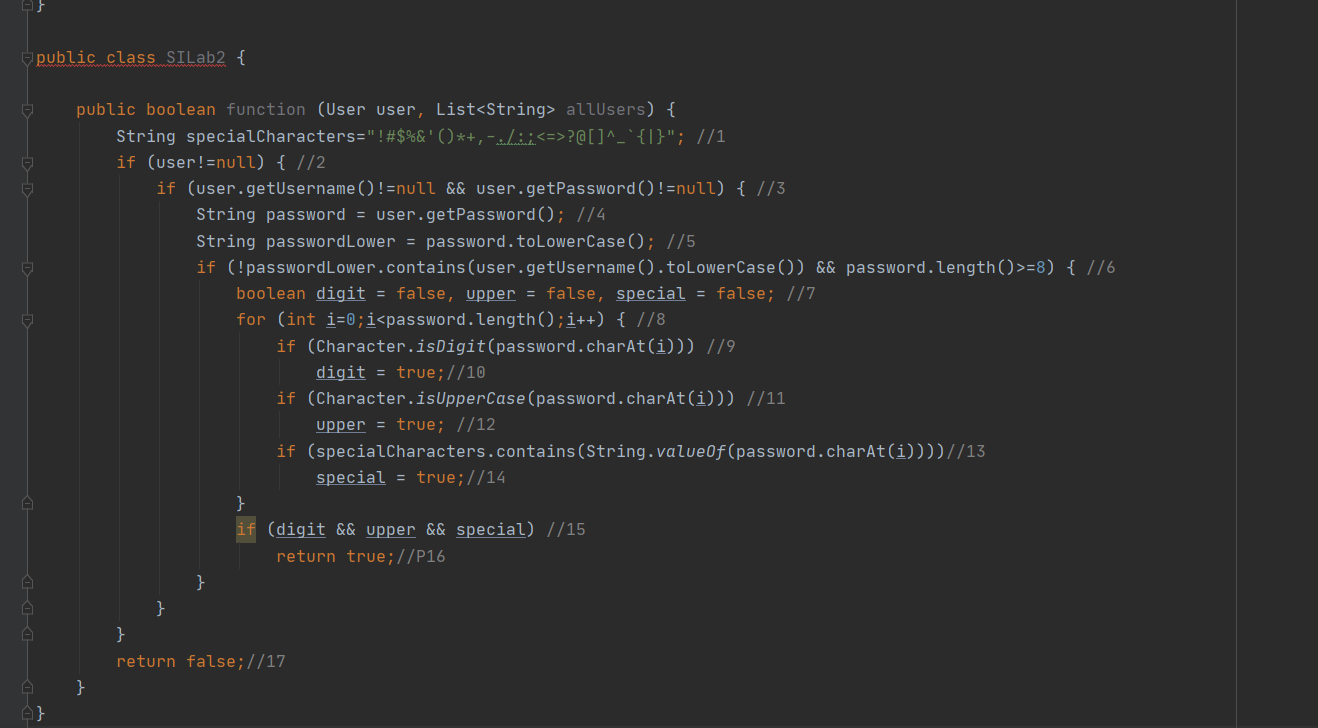 }
public class SILab2 {
public boolean function (User user, List<String> allUsers) {
String specialCharacters="!#$%&'()*+,-./:;<=>?@[]^_`{|}"; //1
if (user!=null) { //2
if (user.getUsername()!=null && user.getPassword()!=null) { //3
String password = user.getPassword(); //4
String passwordLower = password.toLowerCase(); //5
if (!passwordLower.contains(user.getUsername().toLowerCase()) && password.length()>=8) { //6
boolean digit = false, upper = false, special = false; //7
for (int i=0;i<password.length();i++) { //8
if (Character.isDigit(password.charAt(i))) //9
digit = true;//10
if (Character.isUpperCase(password.charAt(i))) //11
upper = true; //12
if (specialCharacters.contains(String.valueOf(password.charAt(i))))//13
special = true;//14
}
if (digit && upper && special) //15
return true;//P16
}
}
}
return false;//17
}
}